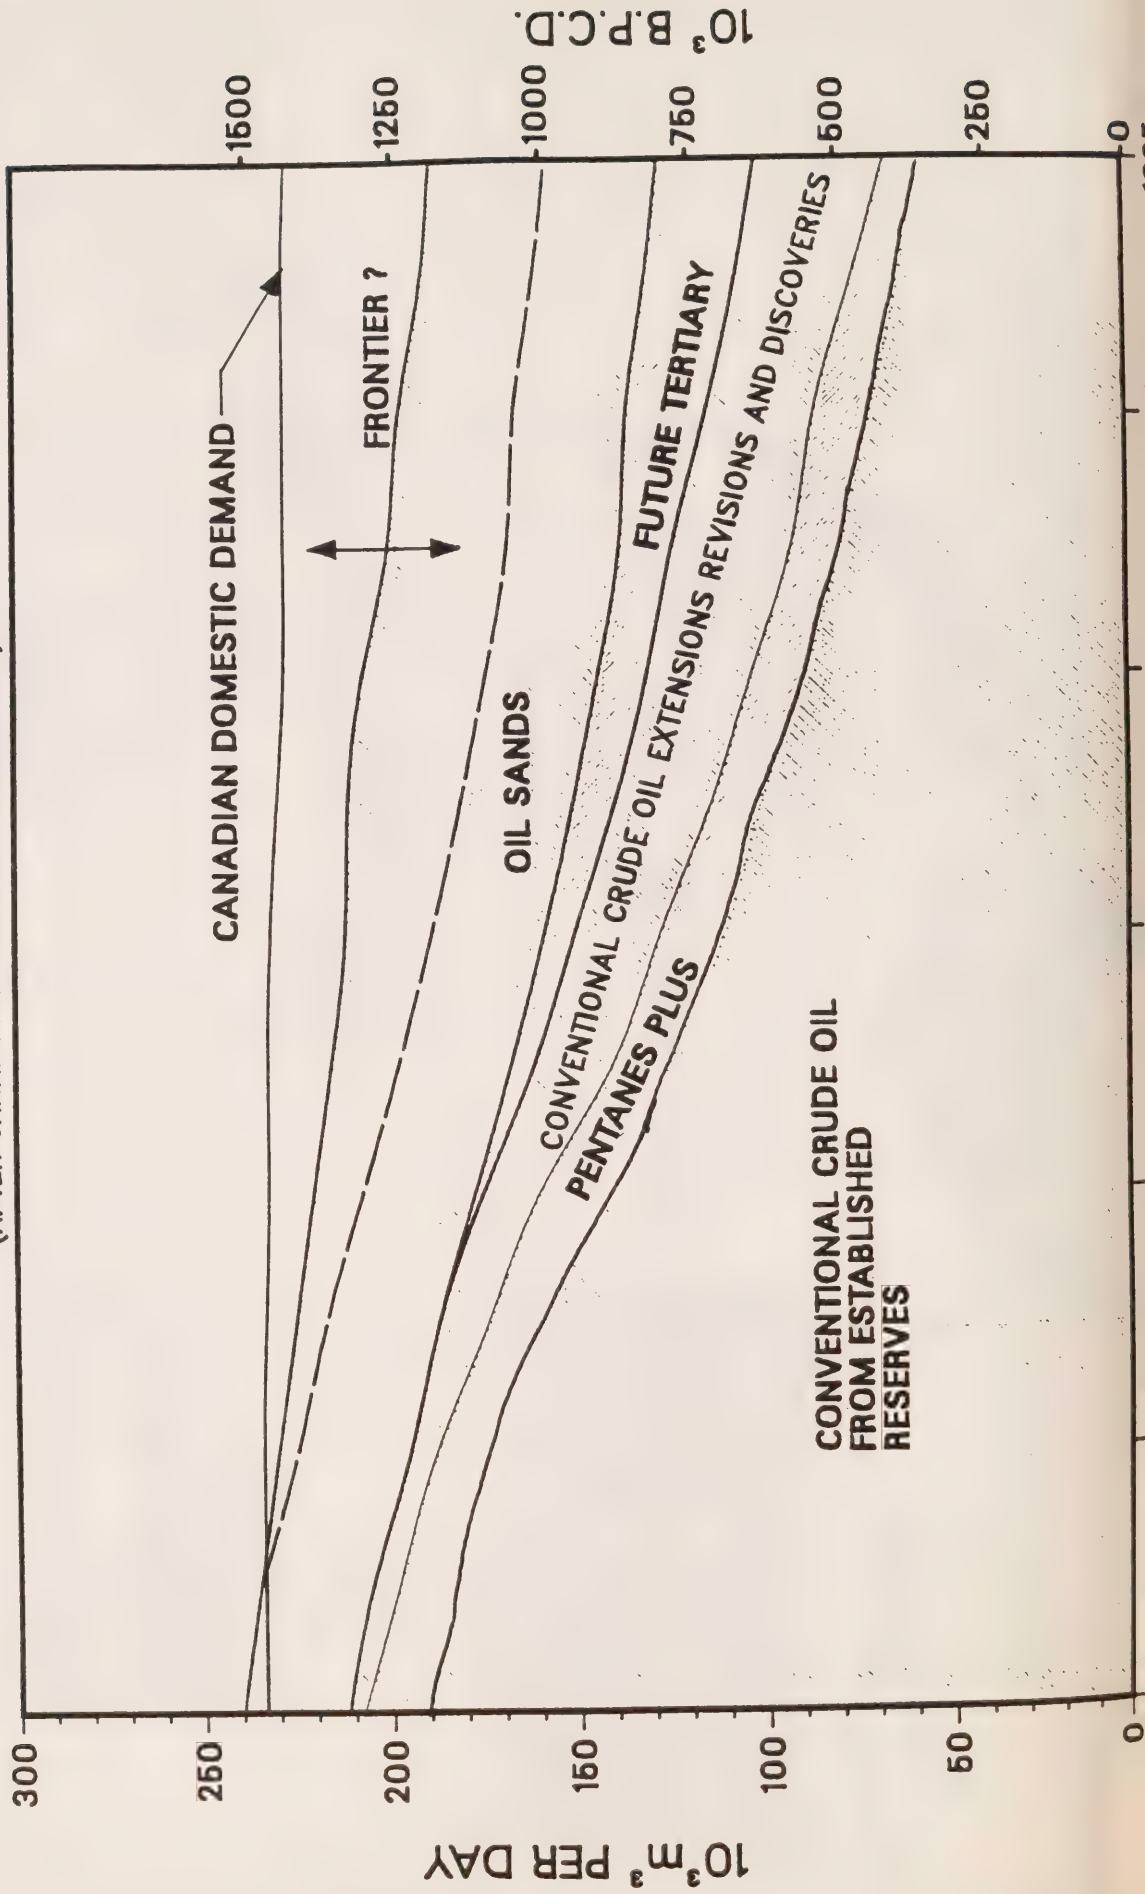 300
250
200
150
100
50
0
10³m³ PER DAY
CANADIAN DOMESTIC DEMAND
FRONTIER ?
OIL SANDS
FUTURE TERTIARY
CONVENTIONAL CRUDE OIL EXTENSIONS REVISIONS AND DISCOVERIES
PENTANES PLUS
CONVENTIONAL CRUDE OIL
FROM ESTABLISHED
RESERVES
1500
1250
1000
750
500
250
0
10³ B.P.C.D.